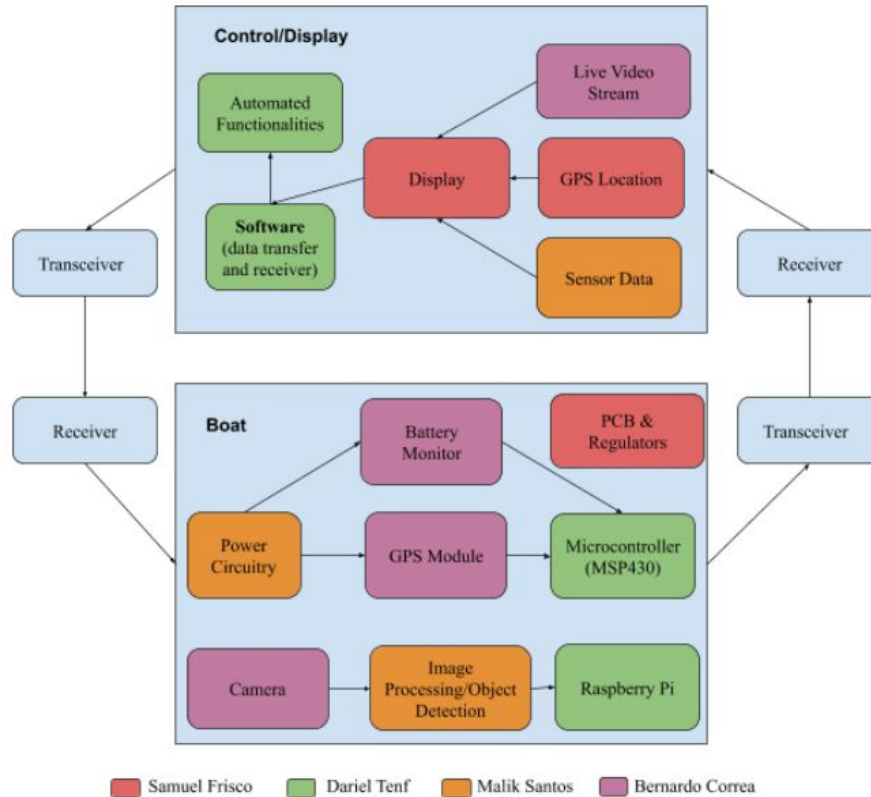 Control/Display
Live Video
Stream
Automated
Functionalities
Display
GPS Location
Software
(data transfer
and receiver)
Transceiver
Sensor Data
Receiver
Boat
Battery
Monitor
PCB &
Regulators
Receiver
Transceiver
Power
Circuitry
GPS Module
Microcontroller
(MSP430)
Camera
Image
Processing/Object
Detection
Raspberry Pi
Samuel Frisco
Dariel Tenf
Malik Santos
Bernardo Correa